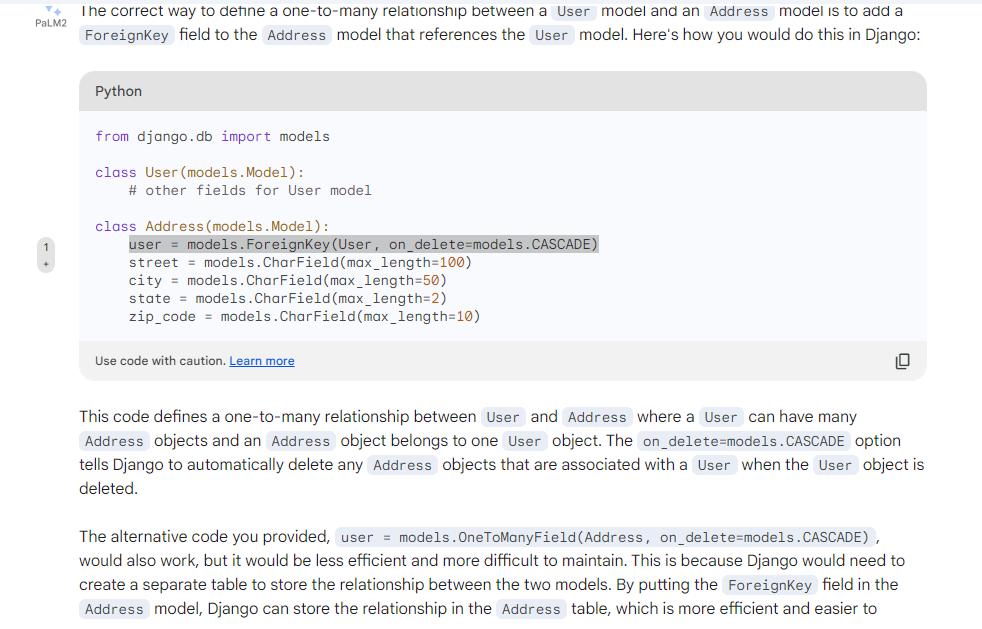 The correct way to define a one-to-many relationship between a User model and an Address model is to add a
PaLM2
ForeignKey field to the Address model that references the User model. Here's how you would do this in Django:
Python
from django.db import models
class User(models.Model):
# other fields for User model
class Address(models.Model):
user = models.ForeignKey(User, on_delete=models.CASCADE)
street = models.CharField(max_length=100)
city = models.CharField(max_length=50)
state = models.CharField(max_length=2)
zip_code = models.CharField(max_length=10)
1
+
Use code with caution. Learn more
This code defines a one-to-many relationship between User and Address where a User can have many
Address objects and an Address object belongs to one User object. The on_delete=models.CASCADE option
tells Django to automatically delete any Address objects that are associated with a User when the User object is
deleted.
The alternative code you provided, user = models.OneToManyField(Address, on_delete=models.CASCADE) ,
would also work, but it would be less efficient and more difficult to maintain. This is because Django would need to
create a separate table to store the relationship between the two models. By putting the ForeignKey field in the
Address model, Django can store the relationship in the Address table, which is more efficient and easier to